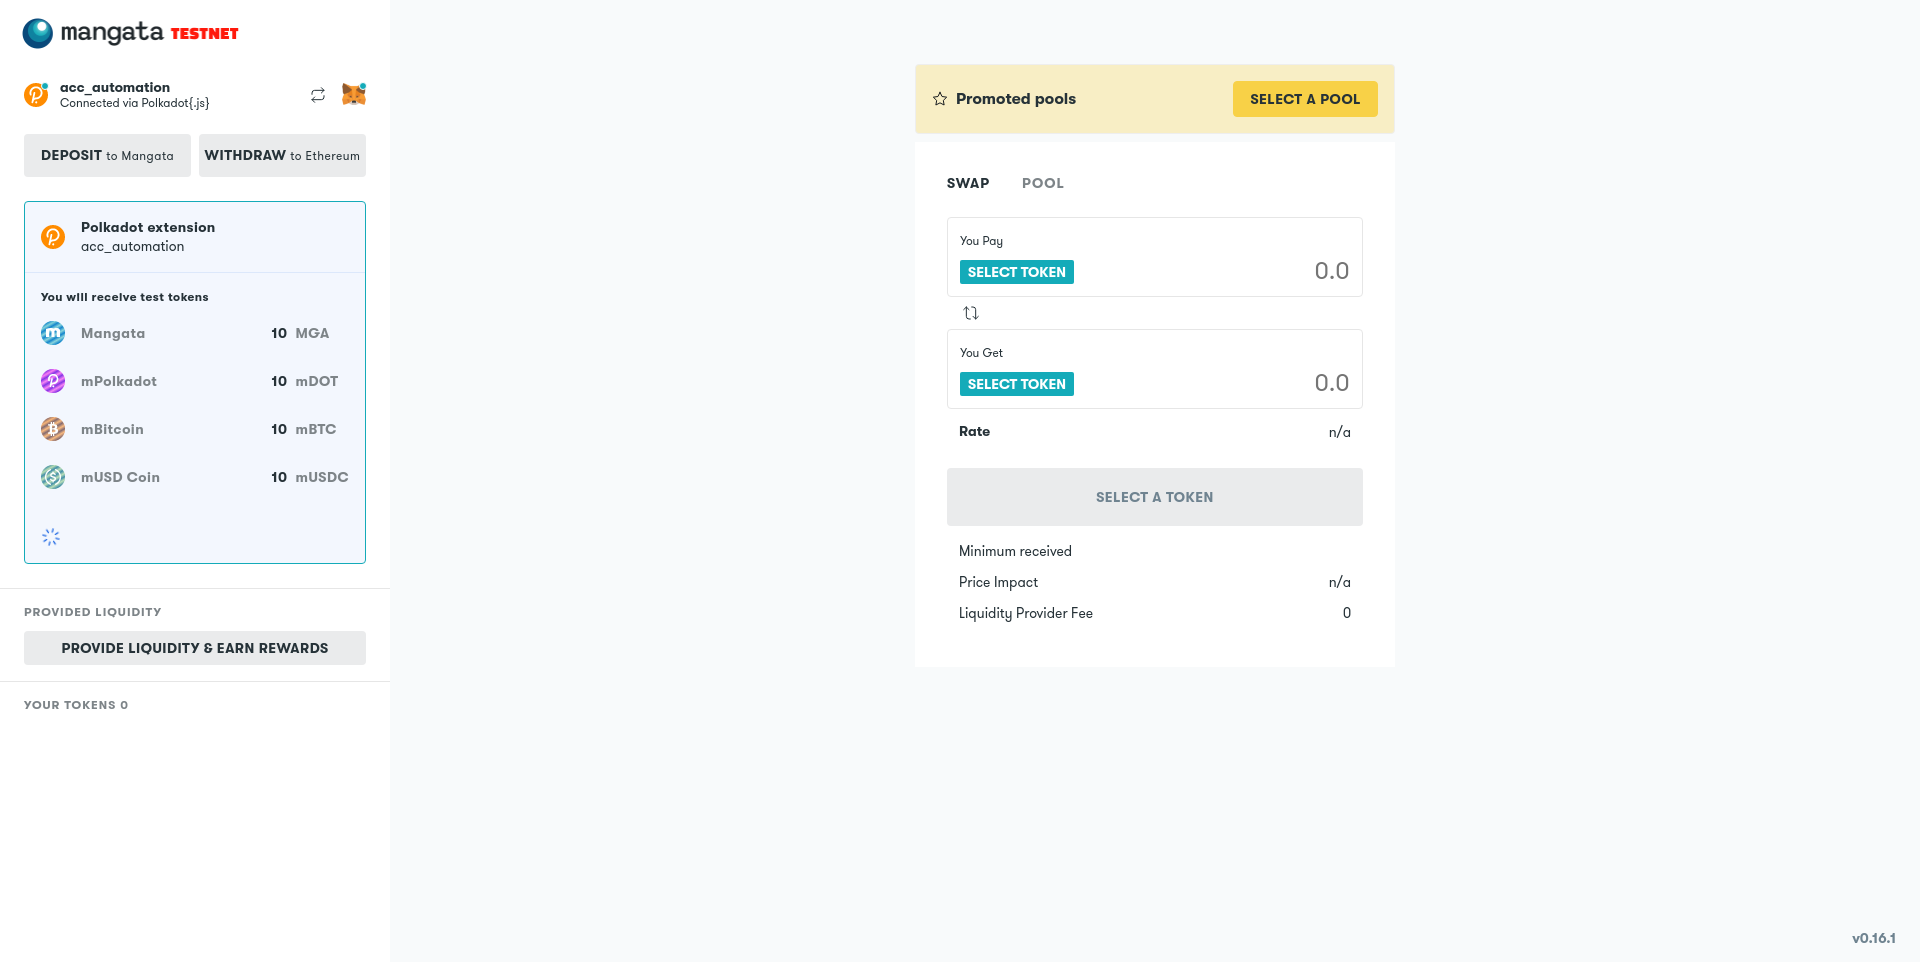 mangata TESTNET
acc_automation
Connected via Polkadot{.js}
DEPOSIT to Mangata
WITHDRAW to Ethereum
Polkadot extension
acc_automation
You will receive test tokens
Mangata 10 MGA
mPolkadot 10 mDOT
mBitcoin 10 mBTC
mUSD Coin 10 mUSDC
PROVIDED LIQUIDITY
PROVIDE LIQUIDITY & EARN REWARDS
YOUR TOKENS 0
Promoted pools
SELECT A POOL
SWAP POOL
You Pay
SELECT TOKEN 0.0
You Get
SELECT TOKEN 0.0
Rate n/a
SELECT A TOKEN
Minimum received
Price Impact n/a
Liquidity Provider Fee 0
v0.16.1